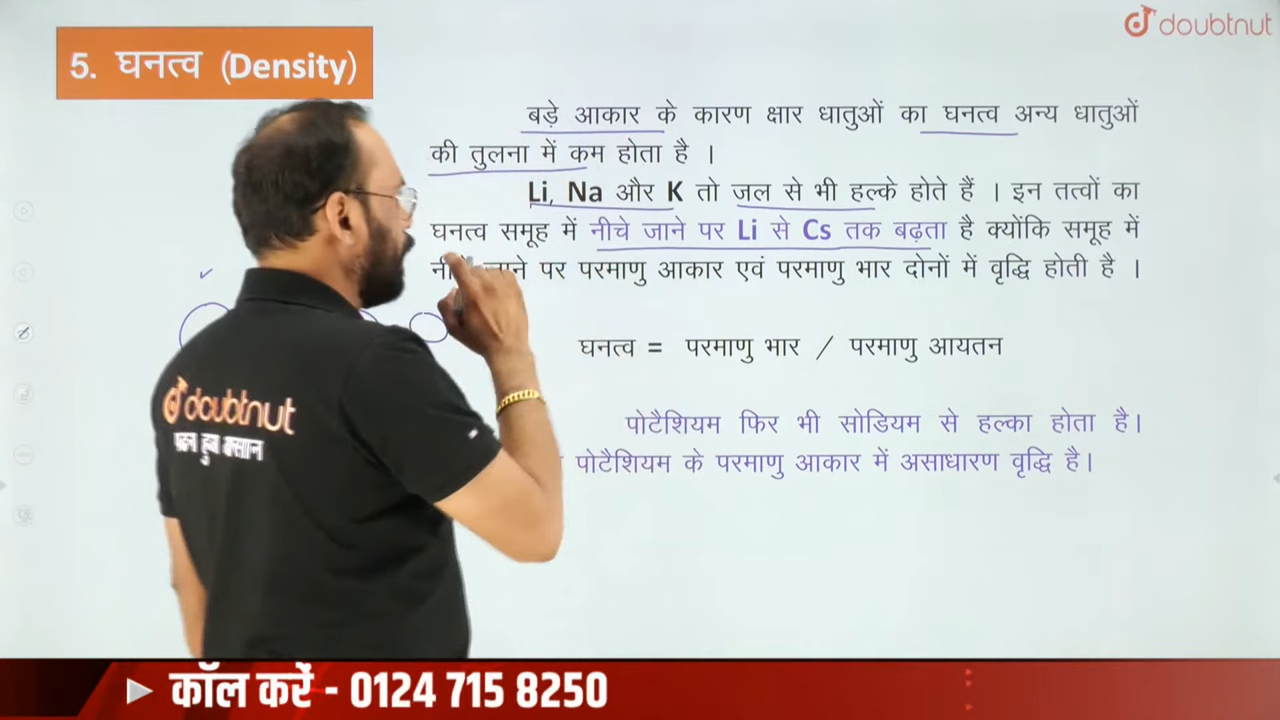 doubtnut
5. घनत्व (Density)
बड़े आकार के कारण क्षार धातुओं का घनत्व अन्य धातुओं
की तुलना में कम होता है ।
Li, Na और K तो जल से भी हल्के होते हैं । इन तत्वों का
घनत्व समूह में नीचे जाने पर Li से Cs तक बढ़ता है क्योंकि समूह में
जाने पर परमाणु आकार एवं परमाणु भार दोनों में वृद्धि होती है ।
घनत्व = परमाणु भार / परमाणु आयतन
पोटैशियम फिर भी सोडियम से हल्का होता है।
पोटैशियम के परमाणु आकार में असाधारण वृद्धि है।
doubtnut
कॉल करें - 0124 715 8250